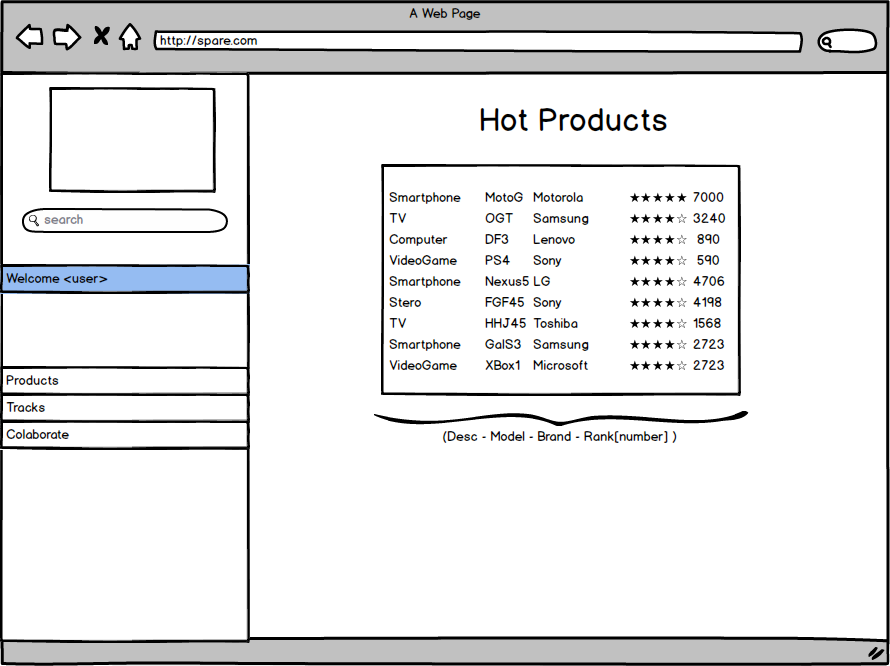 A Web Page
http://spare.com
search
Welcome <user>
Products
Tracks
Colaborate
Hot Products
Smartphone MotoG Motorola ★★★★★ 7000
TV OGT Samsung ★★★★☆ 3240
Computer DF3 Lenovo ★★★★☆ 890
VideoGame PS4 Sony ★★★★☆ 590
Smartphone Nexus5 LG ★★★★☆ 4706
Stero FGF45 Sony ★★★★☆ 4198
TV HHJ45 Toshiba ★★★★☆ 1568
Smartphone GalS3 Samsung ★★★★☆ 2723
VideoGame XBox1 Microsoft ★★★★☆ 2723
(Desc - Model - Brand - Rank[number] )